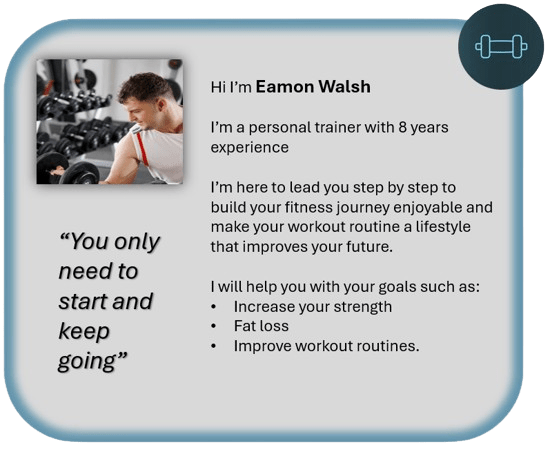 Hi I’m Eamon Walsh
I’m a personal trainer with 8 years
experience
I’m here to lead you step by step to
build your fitness journey enjoyable and
make your workout routine a lifestyle
that improves your future.
I will help you with your goals such as:
• Increase your strength
• Fat loss
• Improve workout routines.
“You only
need to
start and
keep
going”